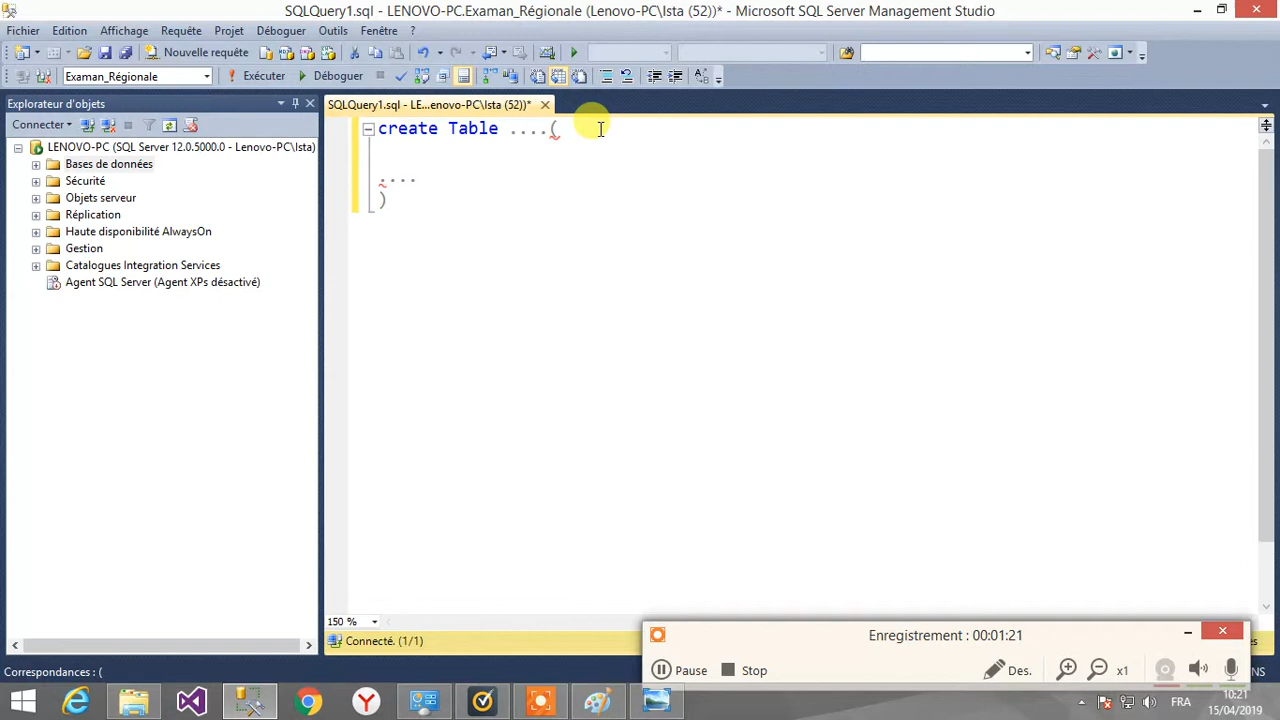 SQLQuery1.sql - LENOVO-PC.Examan_Régionale (Lenovo-PC\Ista (52))* - Microsoft SQL Server Management Studio
Fichier Edition Affichage Requête Projet Déboguer Outils Fenêtre ?
Nouvelle requête
Examan_Régionale Exécuter Déboguer
Explorateur d'objets
SQLQuery1.sql - LE...enovo-PC\Ista (52))*
Connecter
LENOVO-PC (SQL Server 12.0.5000.0 - Lenovo-PC\Ista)
Bases de données
Sécurité
Objets serveur
Réplication
Haute disponibilité AlwaysOn
Gestion
Catalogues Integration Services
Agent SQL Server (Agent XPs désactivé)
create Table ....(
....
)
150 %
Connecté. (1/1)
Enregistrement : 00:01:21
Pause Stop Des. x1
Correspondances : (
FRA
10:21
15/04/2019